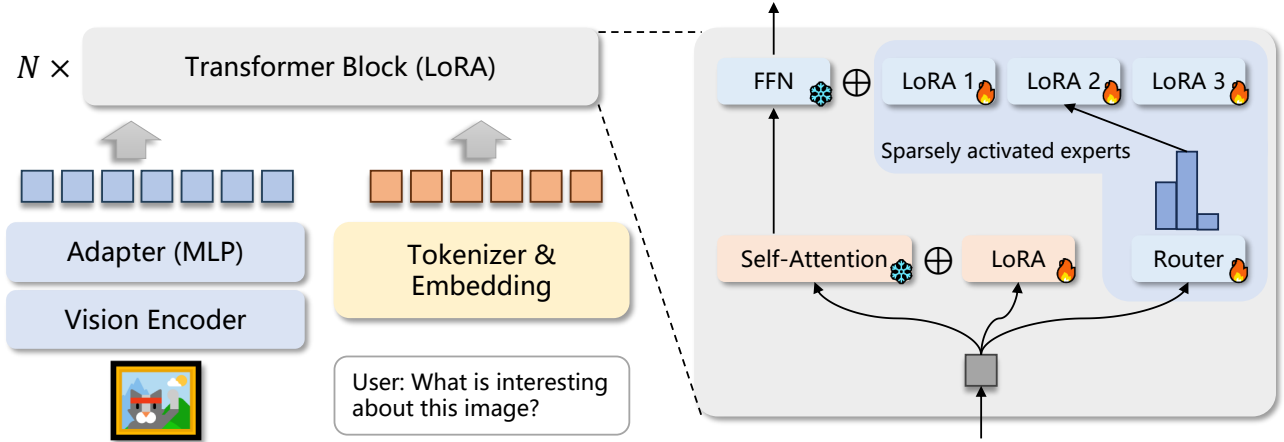 N ×
Transformer Block (LoRA)
Adapter (MLP)
Vision Encoder
Tokenizer &
Embedding
User: What is interesting
about this image?
FFN
⊕
LoRA 1
LoRA 2
LoRA 3
Sparsely activated experts
Self-Attention
⊕
LoRA
Router